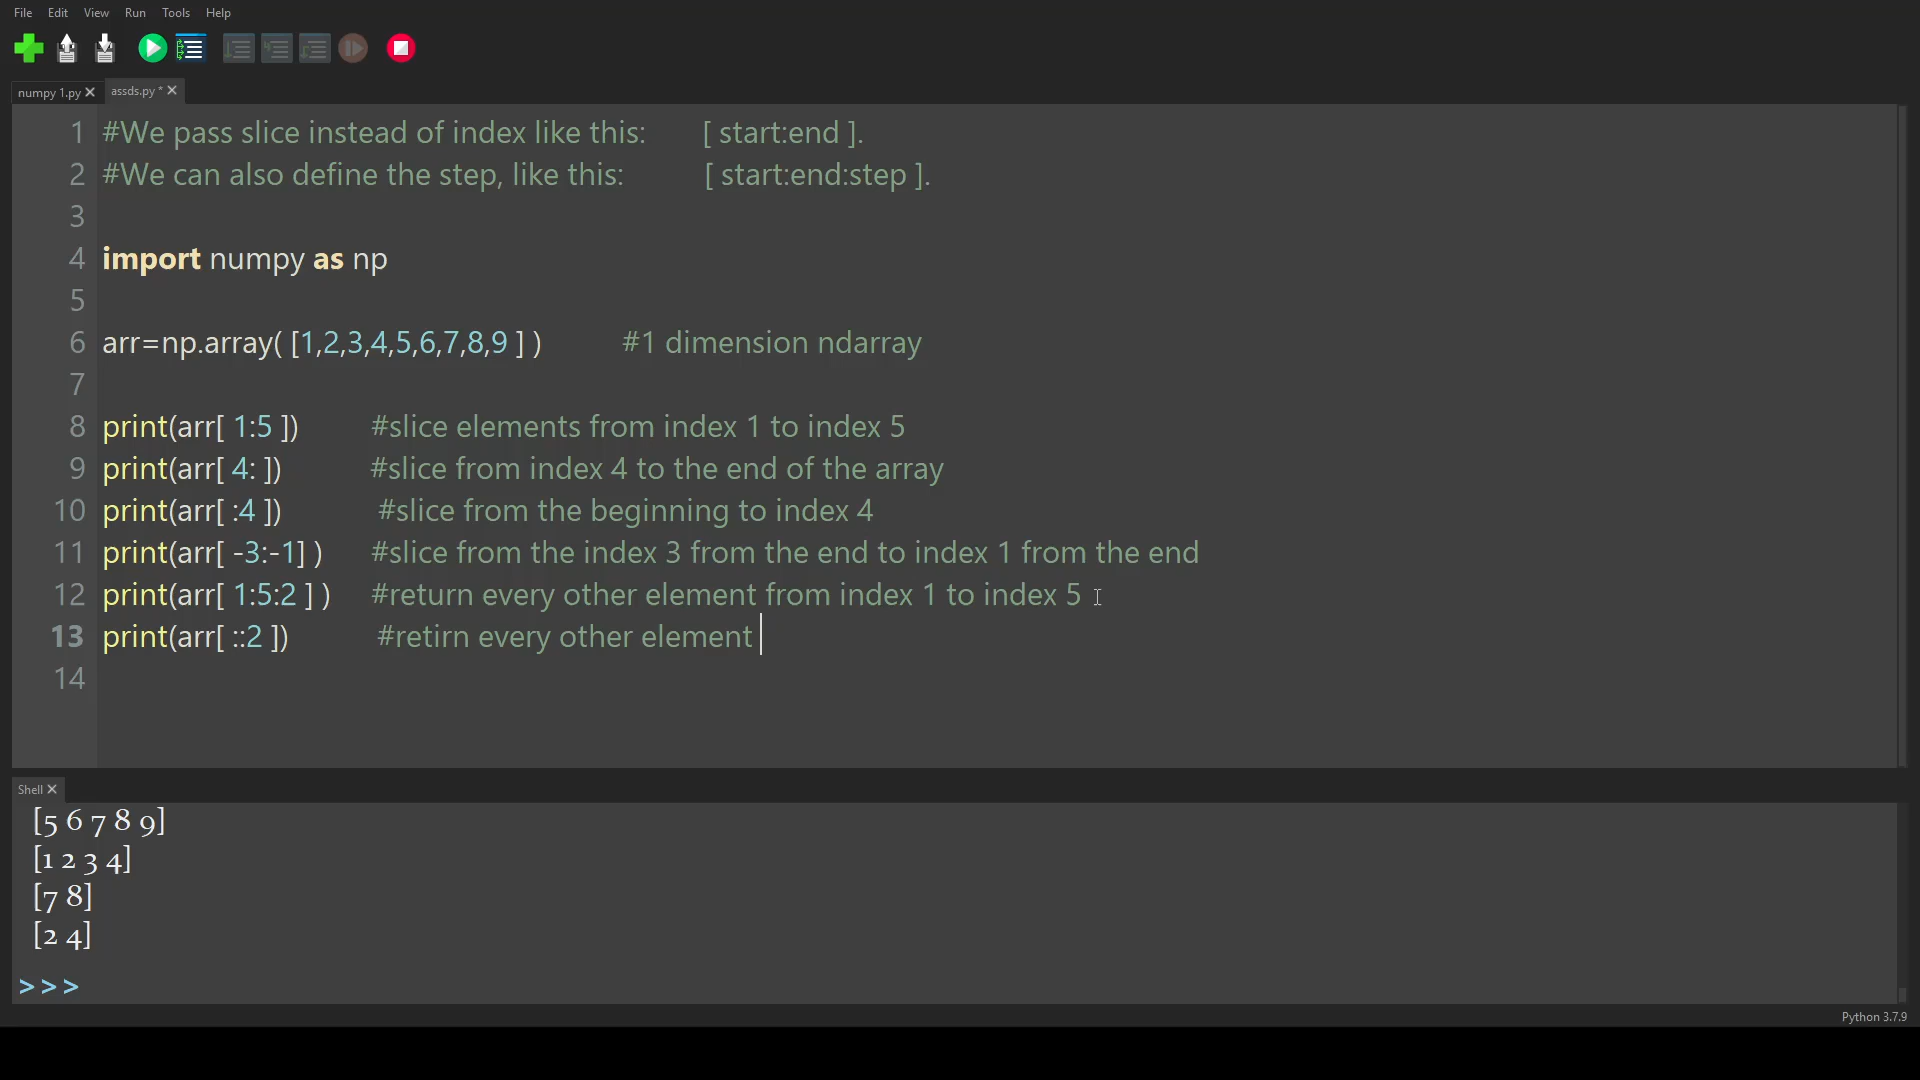 File Edit View Run Tools Help
numpy 1.py assds.py *
1 #We pass slice instead of index like this: [ start:end ].
2 #We can also define the step, like this: [ start:end:step ].
3
4 import numpy as np
5
6 arr=np.array( [1,2,3,4,5,6,7,8,9 ] ) #1 dimension ndarray
7
8 print(arr[ 1:5 ]) #slice elements from index 1 to index 5
9 print(arr[ 4: ]) #slice from index 4 to the end of the array
10 print(arr[ :4 ]) #slice from the beginning to index 4
11 print(arr[ -3:-1] ) #slice from the index 3 from the end to index 1 from the end
12 print(arr[ 1:5:2 ] ) #return every other element from index 1 to index 5
13 print(arr[ ::2 ]) #retirn every other element
14
Shell
[5 6 7 8 9]
[1 2 3 4]
[7 8]
[2 4]
>>>
Python 3.7.9